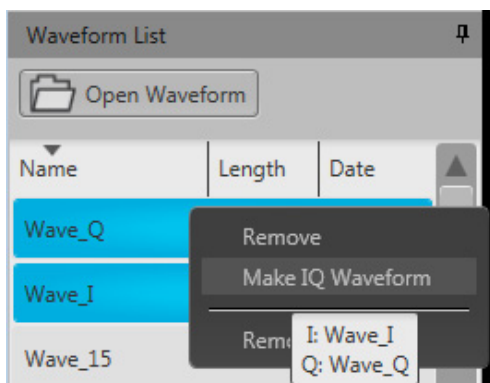 Waveform List
Open Waveform
Name Length Date
Wave_Q
Remove
Make IQ Waveform
Wave_I
I: Wave_I
Q: Wave_Q
Wave_15